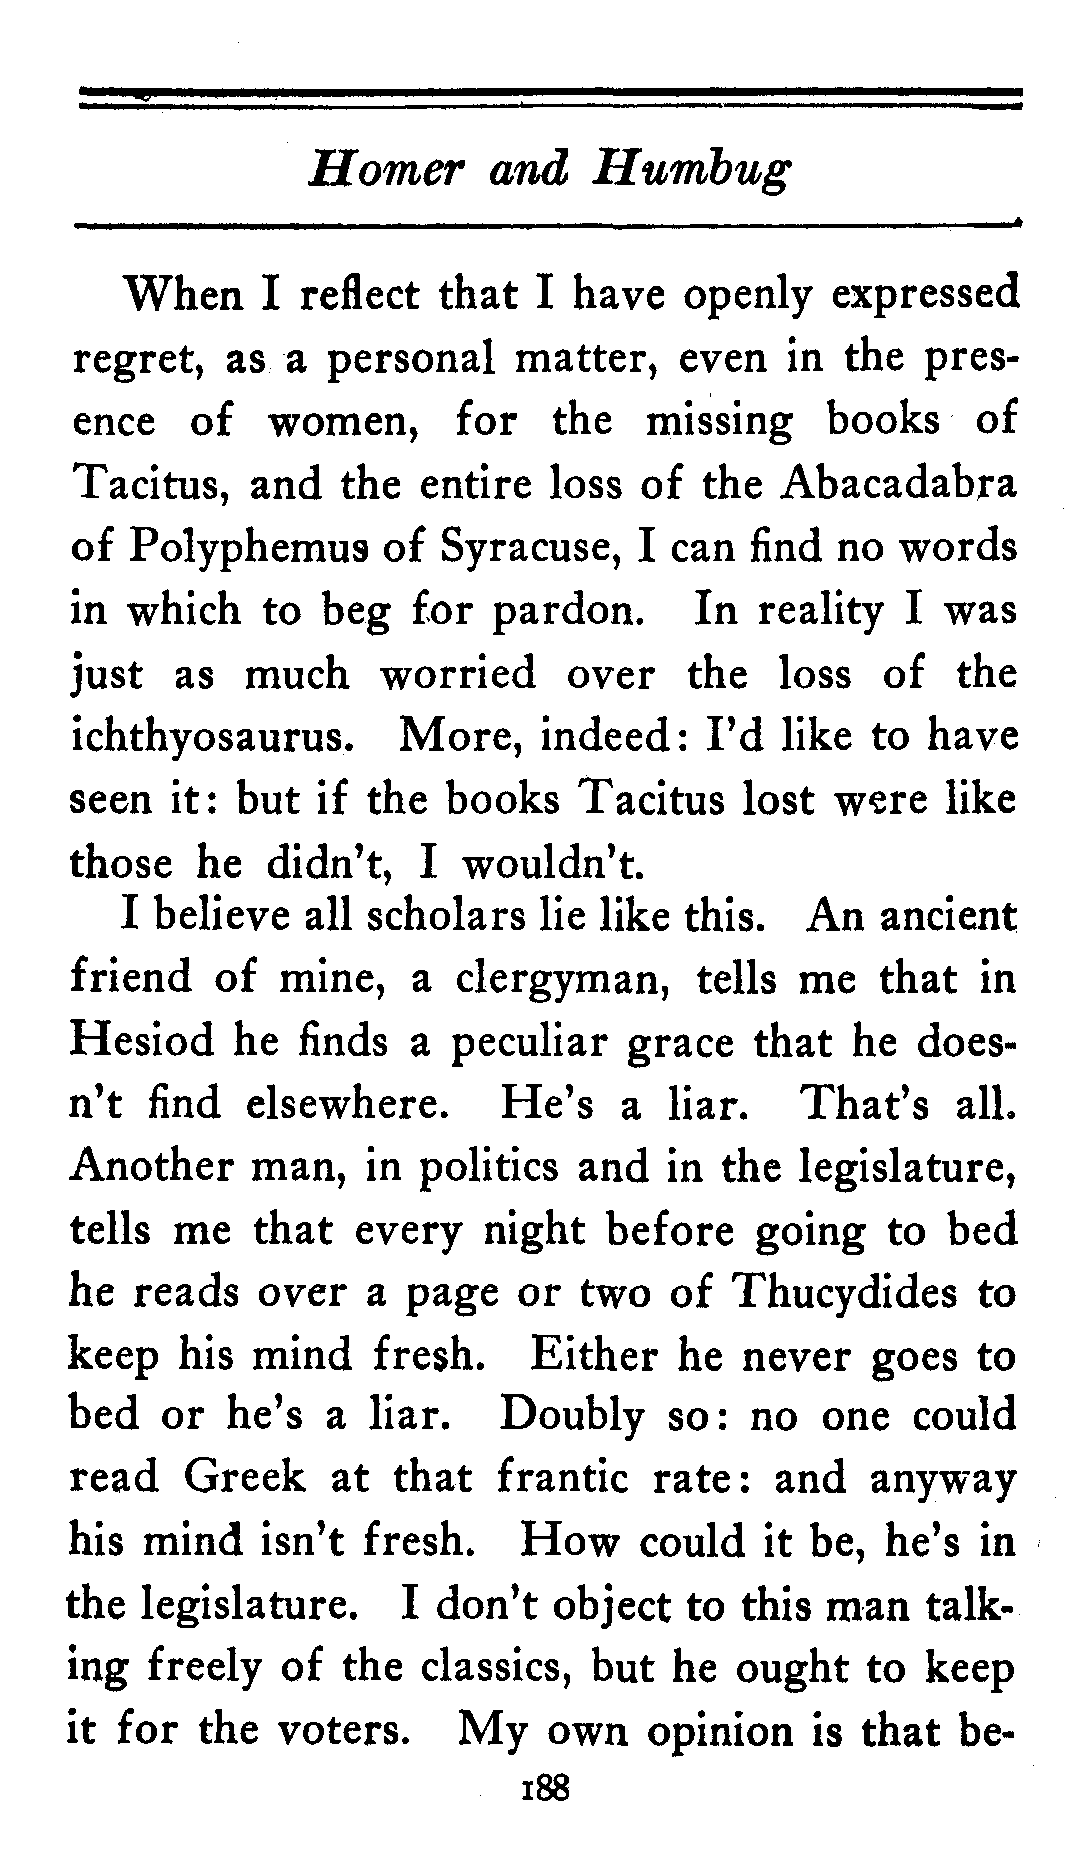 Homer and Humbug
When I reflect that I have openly expressed
regret, as a personal matter, even in the pres-
ence of women, for the missing books of
Tacitus, and the entire loss of the Abacadabra
of Polyphemus of Syracuse, I can find no words
in which to beg for pardon. In reality I was
just as much worried over the loss of the
ichthyosaurus. More, indeed: I'd like to have
seen it: but if the books Tacitus lost were like
those he didn't, I wouldn't.
I believe all scholars lie like this. An ancient
friend of mine, a clergyman, tells me that in
Hesiod he finds a peculiar grace that he does-
n't find elsewhere. He's a liar. That's all.
Another man, in politics and in the legislature,
tells me that every night before going to bed
he reads over a page or two of Thucydides to
keep his mind fresh. Either he never goes to
bed or he's a liar. Doubly so: no one could
read Greek at that frantic rate: and anyway
his mind isn't fresh. How could it be, he's in
the legislature. I don't object to this man talk-
ing freely of the classics, but he ought to keep
it for the voters. My own opinion is that be-
188